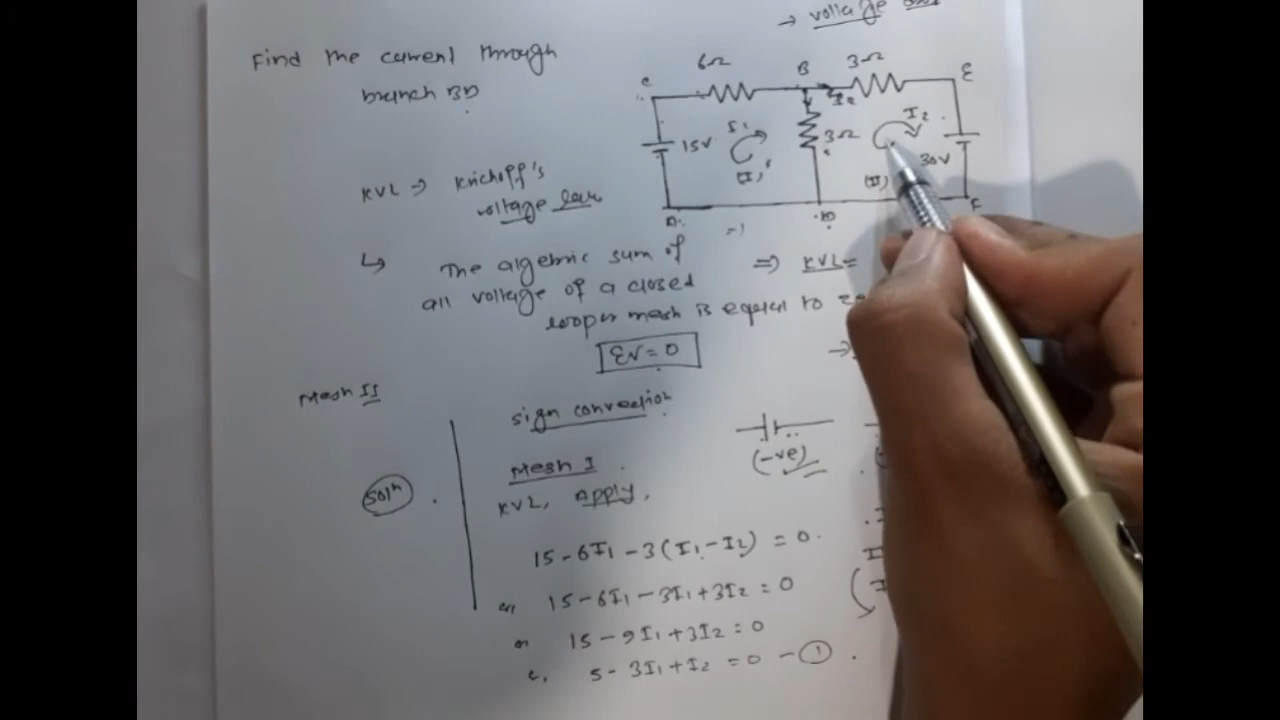 → voltage
Find the current through
branch BD
6Ω
B
3Ω
C
E
I2
I1
3Ω
I2
15V
30V
(I)
(II)
A
D
F
KVL → Krichoff's
voltage law
=)
↳ The algebric sum of
all voltage of a closed
loop or mesh is equal to
⇒ KVL =
ΣV = 0
Mesh II
sign convection
(-ve)
Mesh I
Solⁿ
KVL, Apply,
15 - 6I1 - 3(I1 - I2) = 0
or, 15 - 6I1 - 3I1 + 3I2 = 0
or 15 - 9I1 + 3I2 = 0
5 - 3I1 + I2 = 0 - ①